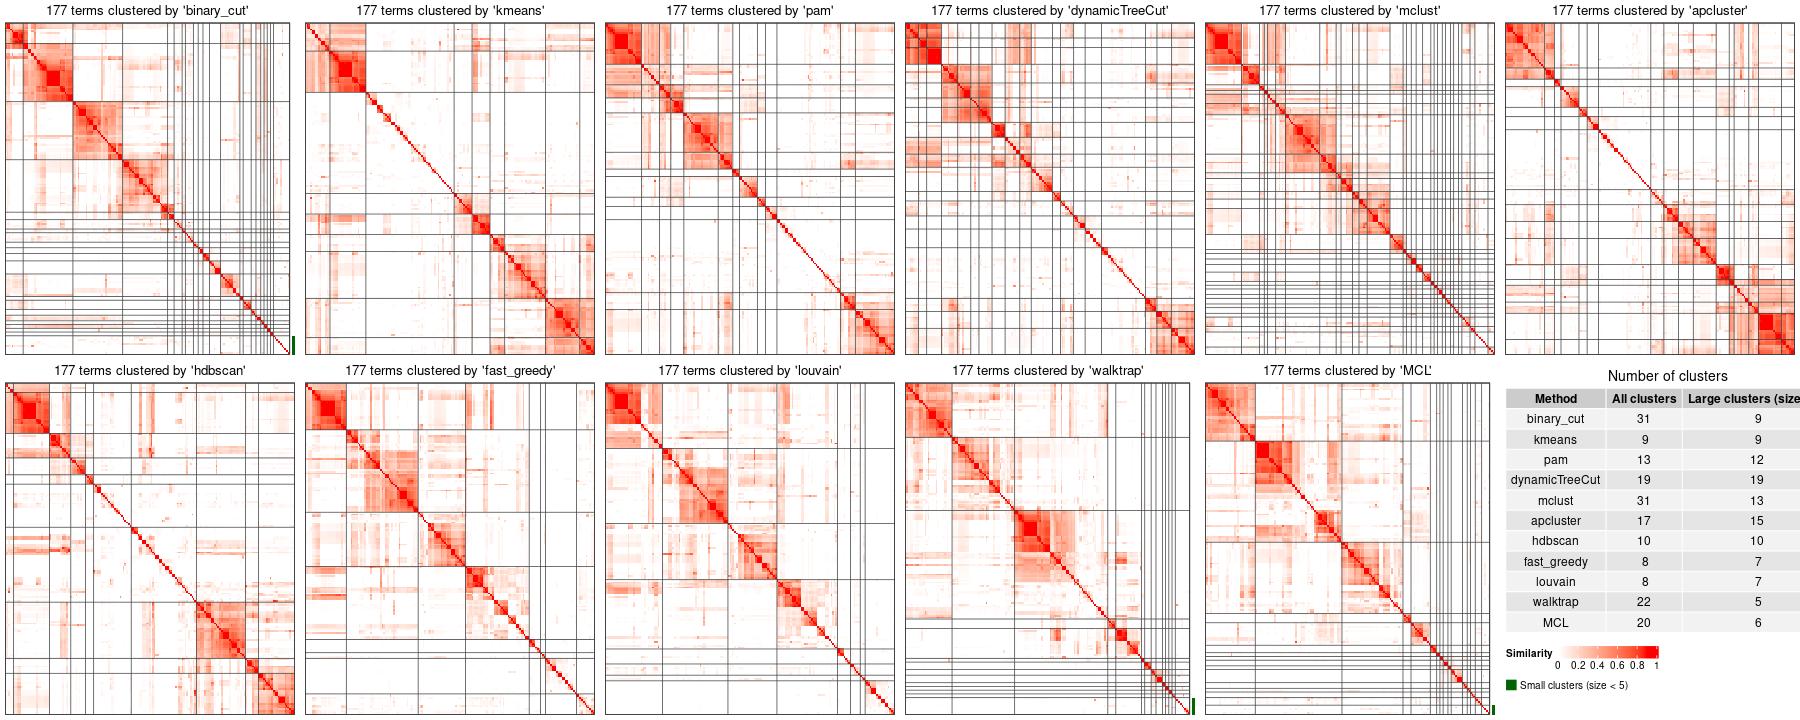 177 terms clustered by 'binary_cut'
177 terms clustered by 'kmeans'
177 terms clustered by 'pam'
177 terms clustered by 'dynamicTreeCut'
177 terms clustered by 'mclust'
177 terms clustered by 'apcluster'
177 terms clustered by 'hdbscan'
177 terms clustered by 'fast_greedy'
177 terms clustered by 'louvain'
177 terms clustered by 'walktrap'
177 terms clustered by 'MCL'
Number of clusters
Method All clusters Large clusters (size
binary_cut 31 9
kmeans 9 9
pam 13 12
dynamicTreeCut 19 19
mclust 31 13
apcluster 17 15
hdbscan 10 10
fast_greedy 8 7
louvain 8 7
walktrap 22 5
MCL 20 6
Similarity
0 0.2 0.4 0.6 0.8 1
Small clusters (size < 5)